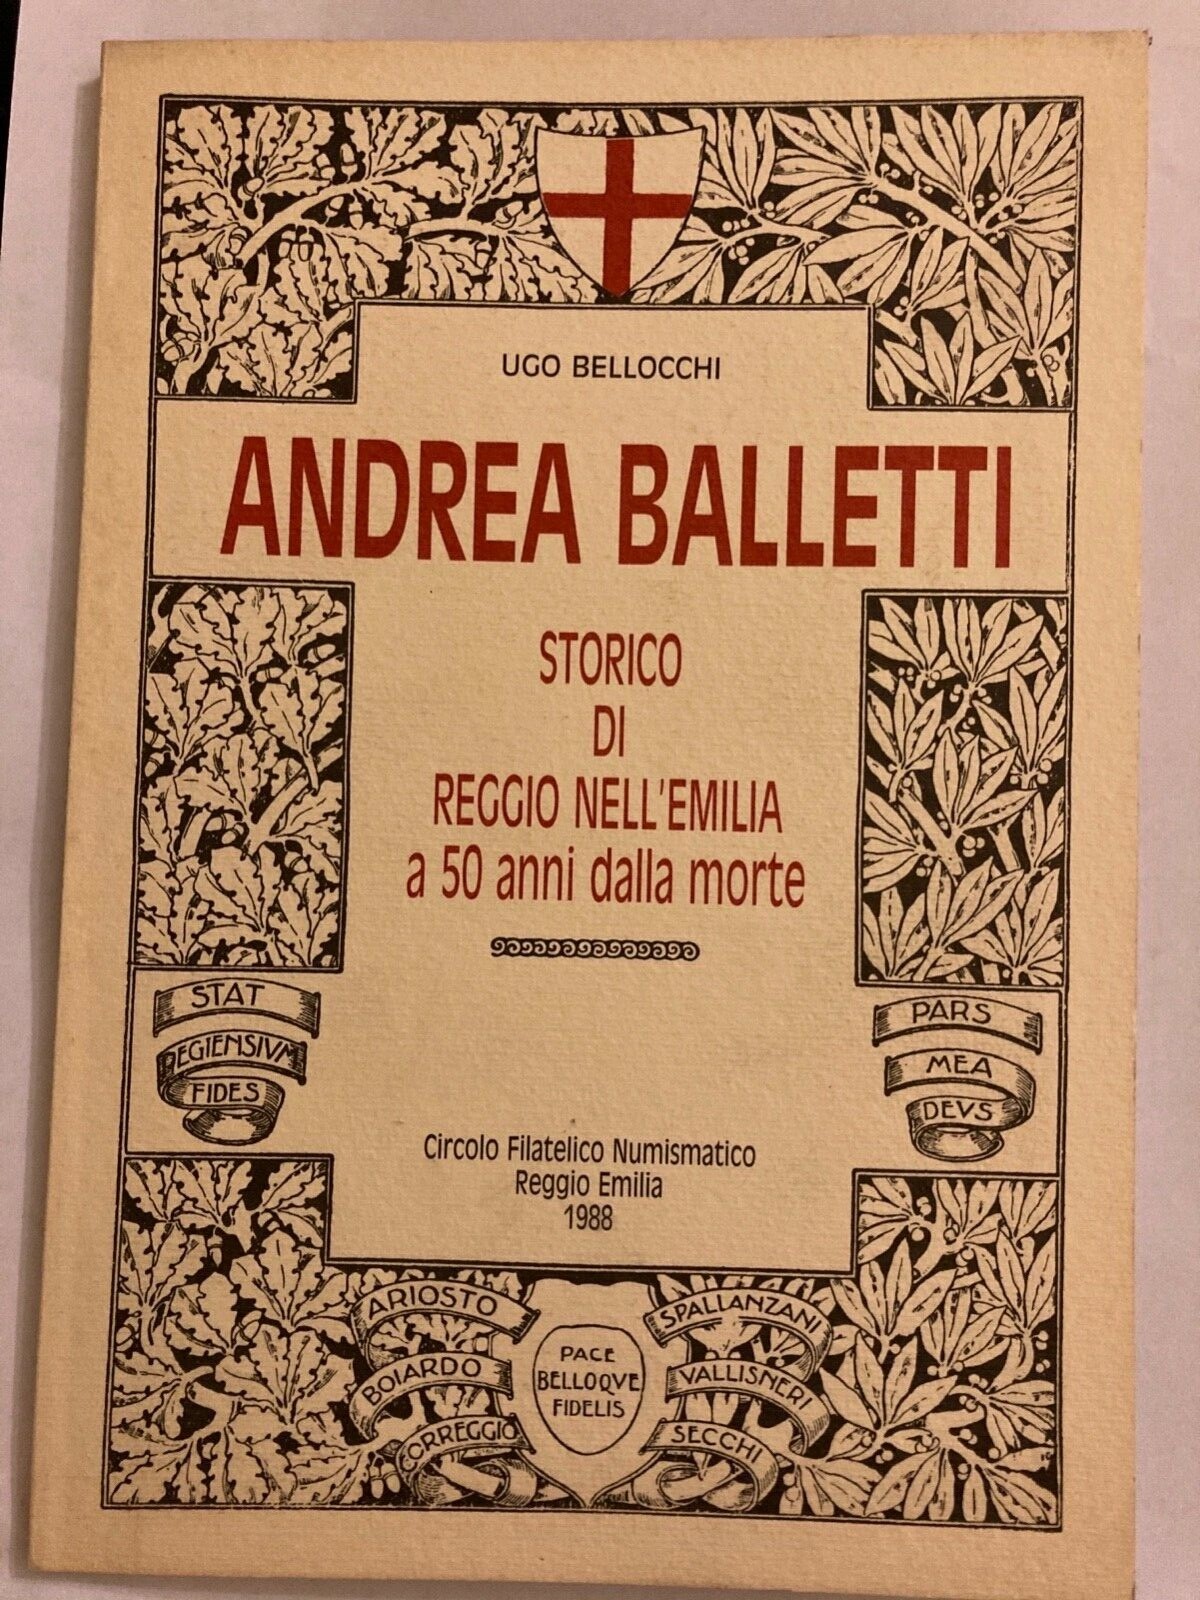 UGO BELLOCCHI
ANDREA BALLETTI
STORICO
DI
REGGIO NELL'EMILIA
a 50 anni dalla morte
STAT
REGIENSIVM
FIDES
PARS
MEA
DEVS
Circolo Filatelico Numismatico
Reggio Emilia
1988
ARIOSTO
BOIARDO
CORREGGIO
PACE
BELLOQVE
FIDELIS
SPALLANZANI
VALLISNERI
SECCHI